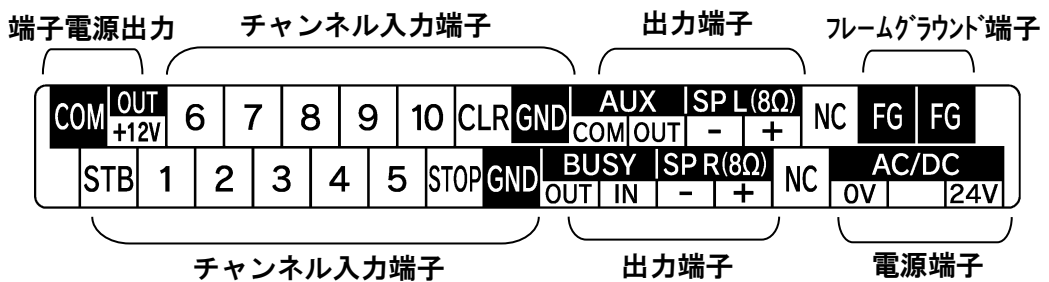 端子電源出力 チャンネル入力端子 出力端子 ﾌﾚｰﾑｸﾞﾗｳﾝﾄﾞ端子
COM OUT +12V 6 7 8 9 10 CLR GND AUX COM OUT SP L(8Ω) - + NC FG FG
STB 1 2 3 4 5 STOP GND BUSY OUT IN SP R(8Ω) - + NC AC/DC 0V 24V
チャンネル入力端子 出力端子 電源端子